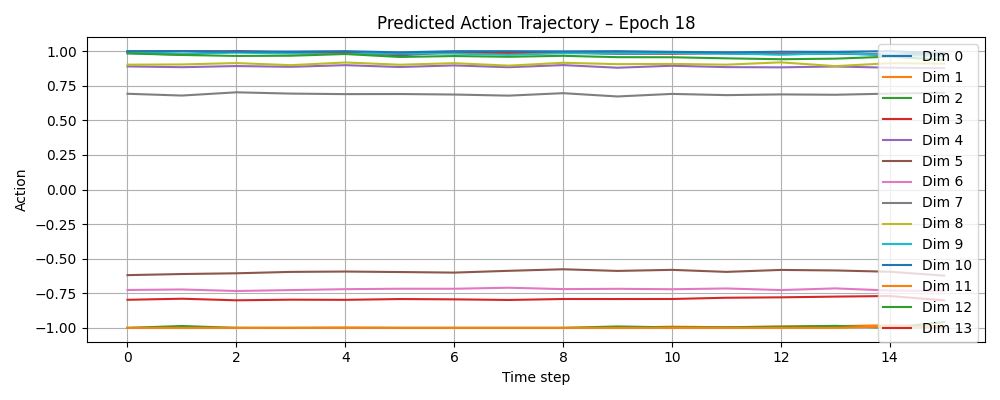 Predicted Action Trajectory – Epoch 18
1.00
0.75
0.50
0.25
0.00
−0.25
−0.50
−0.75
−1.00
Action
0 2 4 6 8 10 12 14
Time step
Dim 0
Dim 1
Dim 2
Dim 3
Dim 4
Dim 5
Dim 6
Dim 7
Dim 8
Dim 9
Dim 10
Dim 11
Dim 12
Dim 13